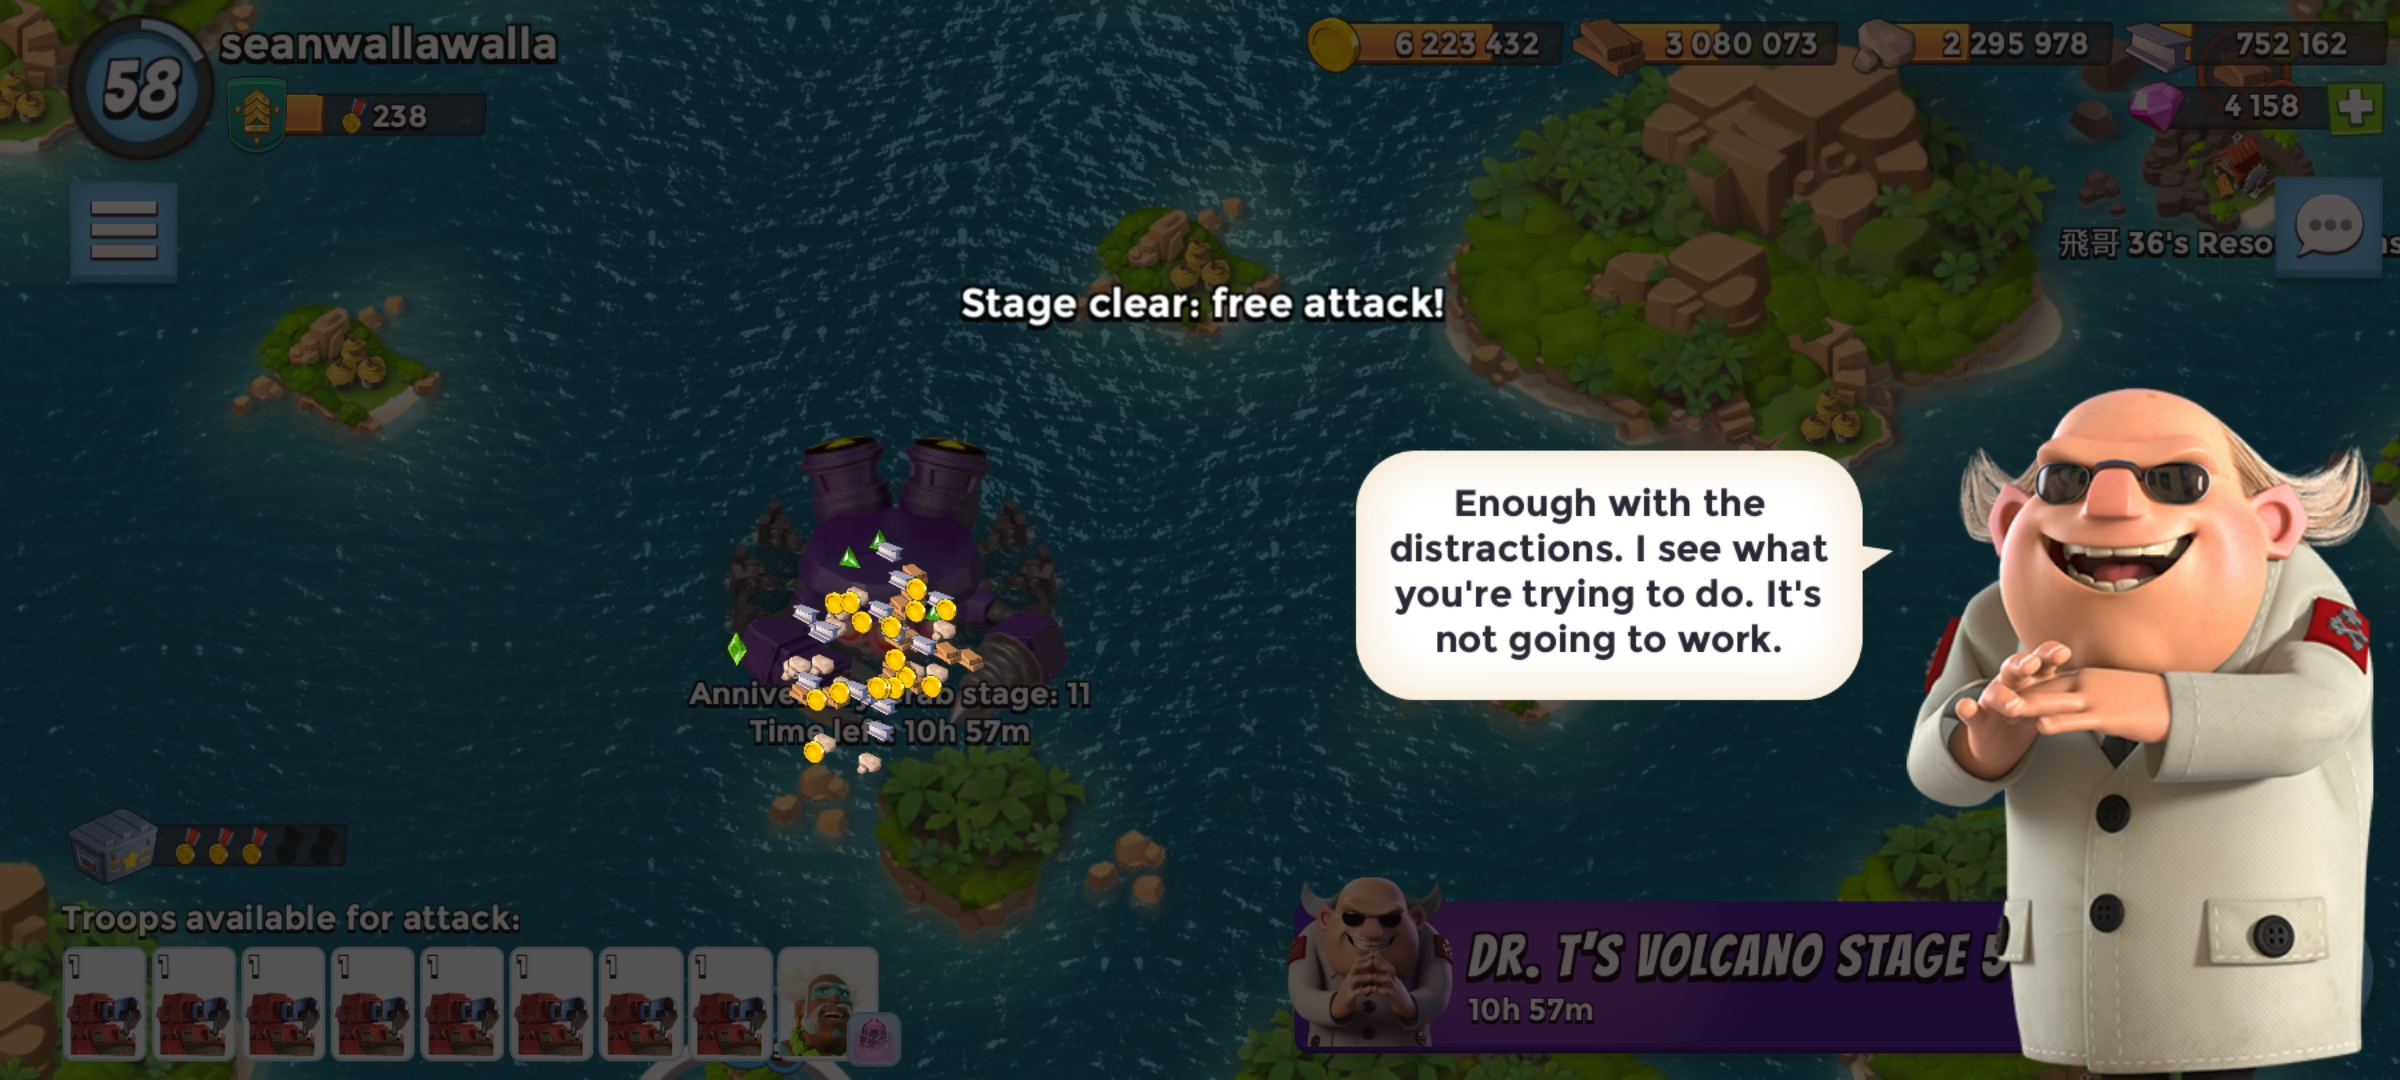 58
seanwallawalla
238
6 223 432
3 080 073
2 295 978
752 162
4 158
飛哥 36's Reso
Stage clear: free attack!
Enough with the
distractions. I see what
you're trying to do. It's
not going to work.
stage: 11
Time left: 10h 57m
Troops available for attack:
1 1 1 1 1 1 1 1
DR. T'S VOLCANO STAGE 5
10h 57m